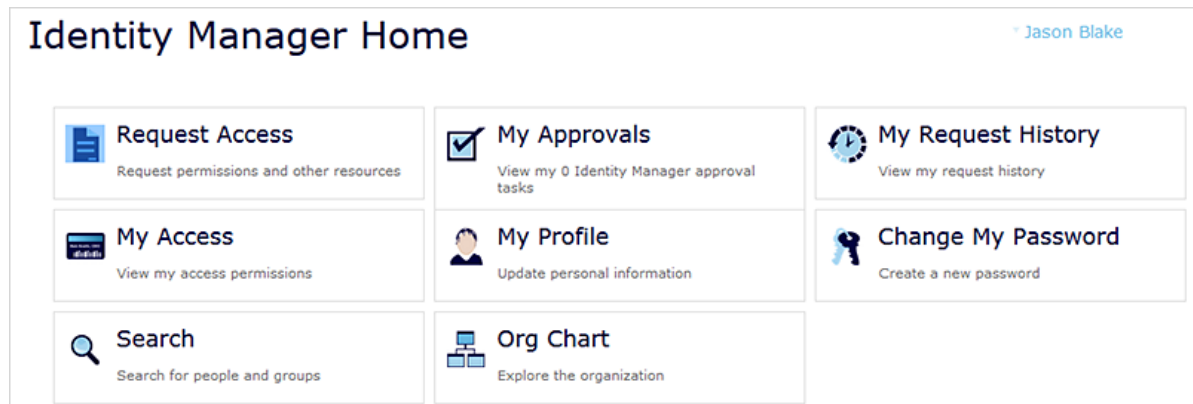 Identity Manager Home
Jason Blake
Request Access
Request permissions and other resources
My Approvals
View my 0 Identity Manager approval
tasks
My Request History
View my request history
My Access
View my access permissions
My Profile
Update personal information
Change My Password
Create a new password
Search
Search for people and groups
Org Chart
Explore the organization